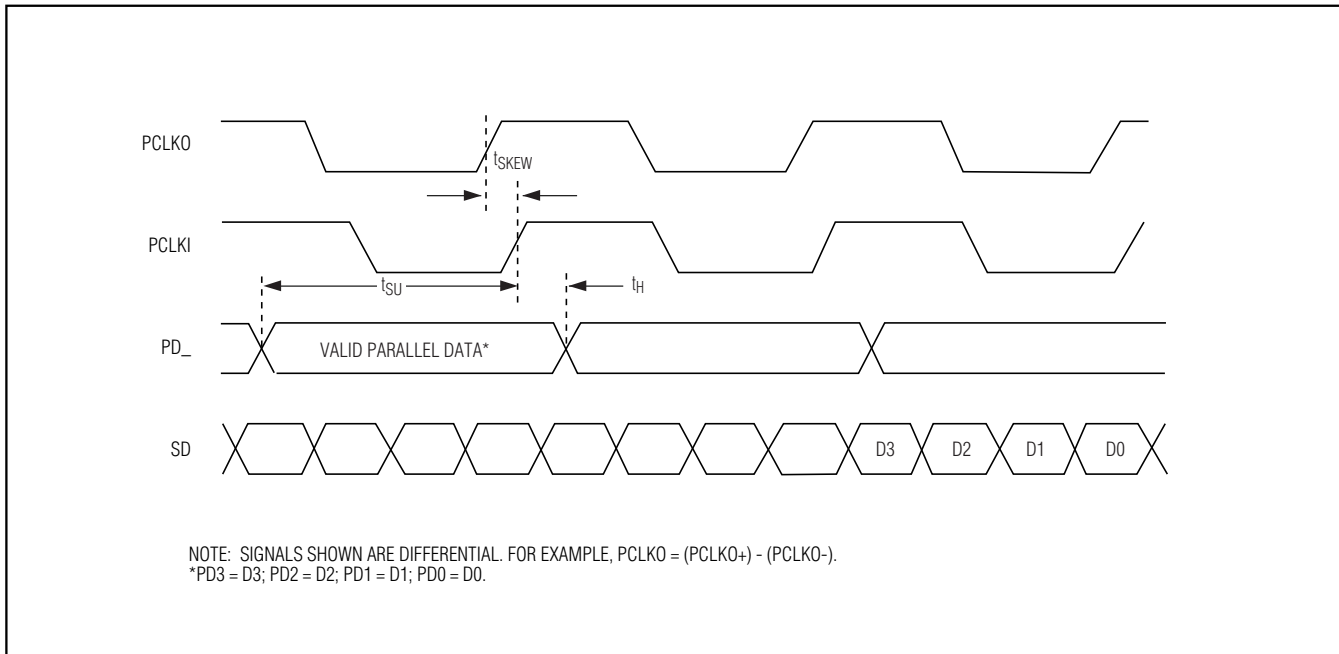 PCLKO
tSKEW
PCLKI
tSU
tH
PD_
VALID PARALLEL DATA*
SD
D3
D2
D1
D0
NOTE: SIGNALS SHOWN ARE DIFFERENTIAL. FOR EXAMPLE, PCLKO = (PCLKO+) - (PCLKO-).
*PD3 = D3; PD2 = D2; PD1 = D1; PD0 = D0.